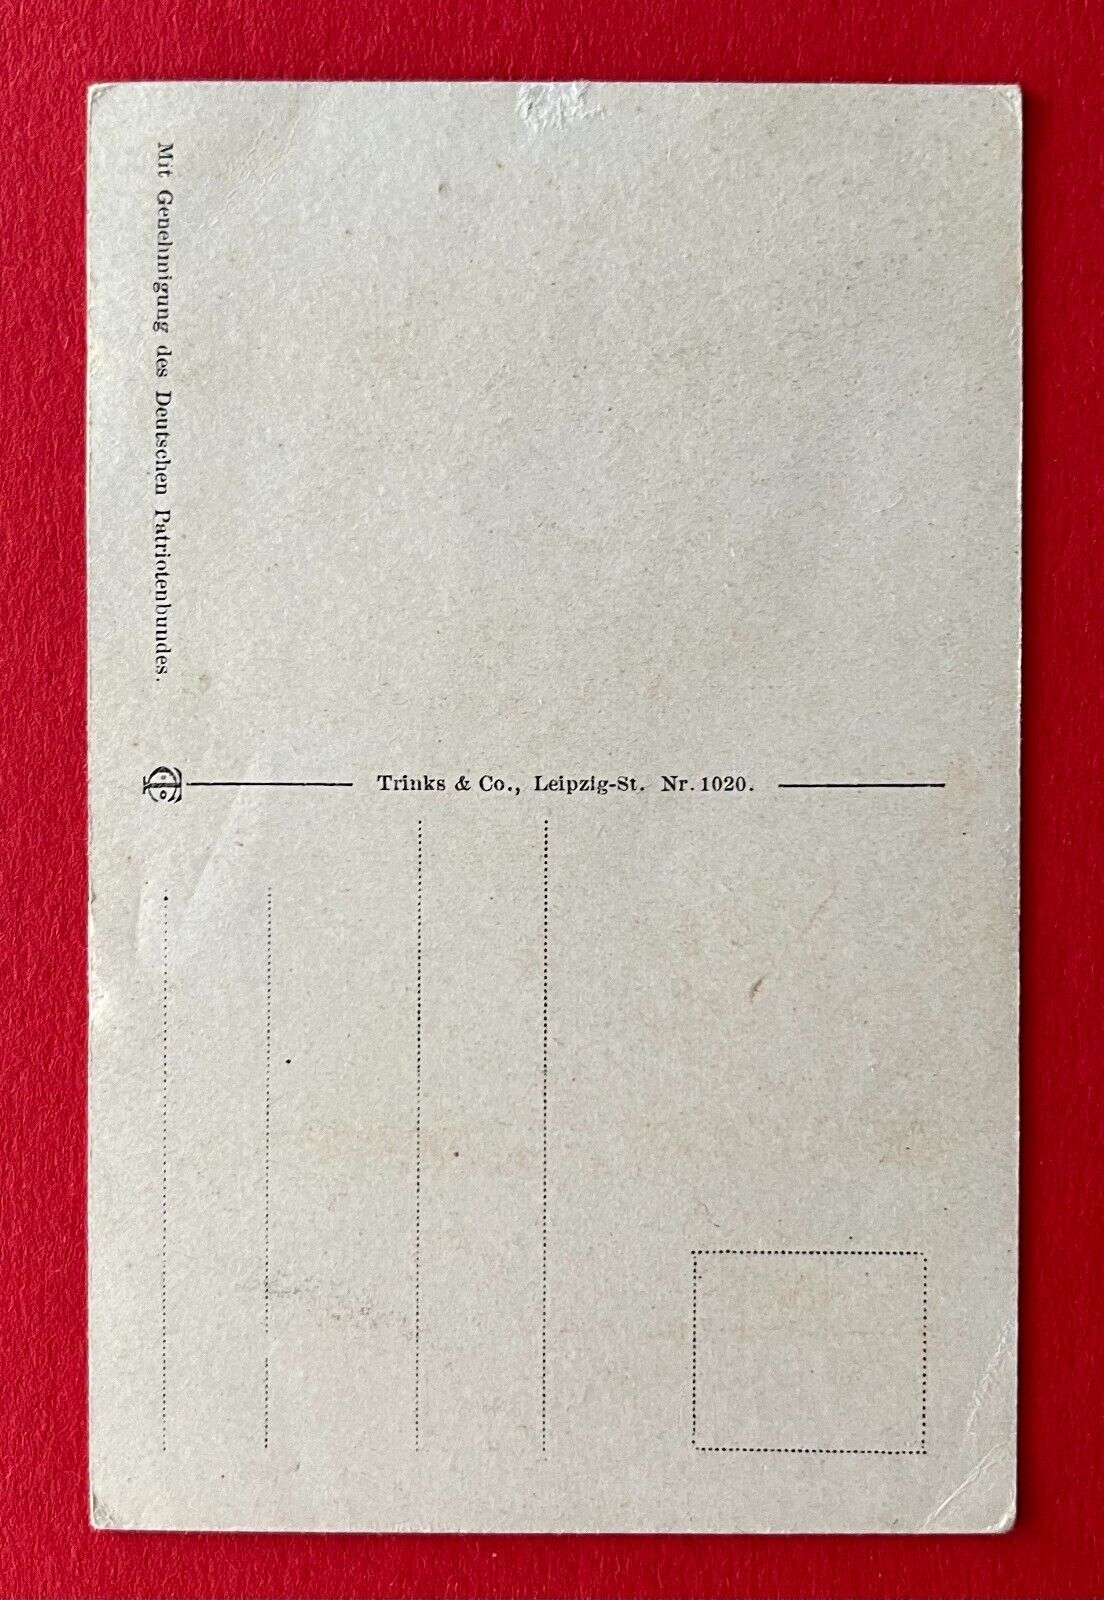 Mit Genehmigung des Deutschen Patriotenbundes.
Trinks & Co., Leipzig-St. Nr. 1020.